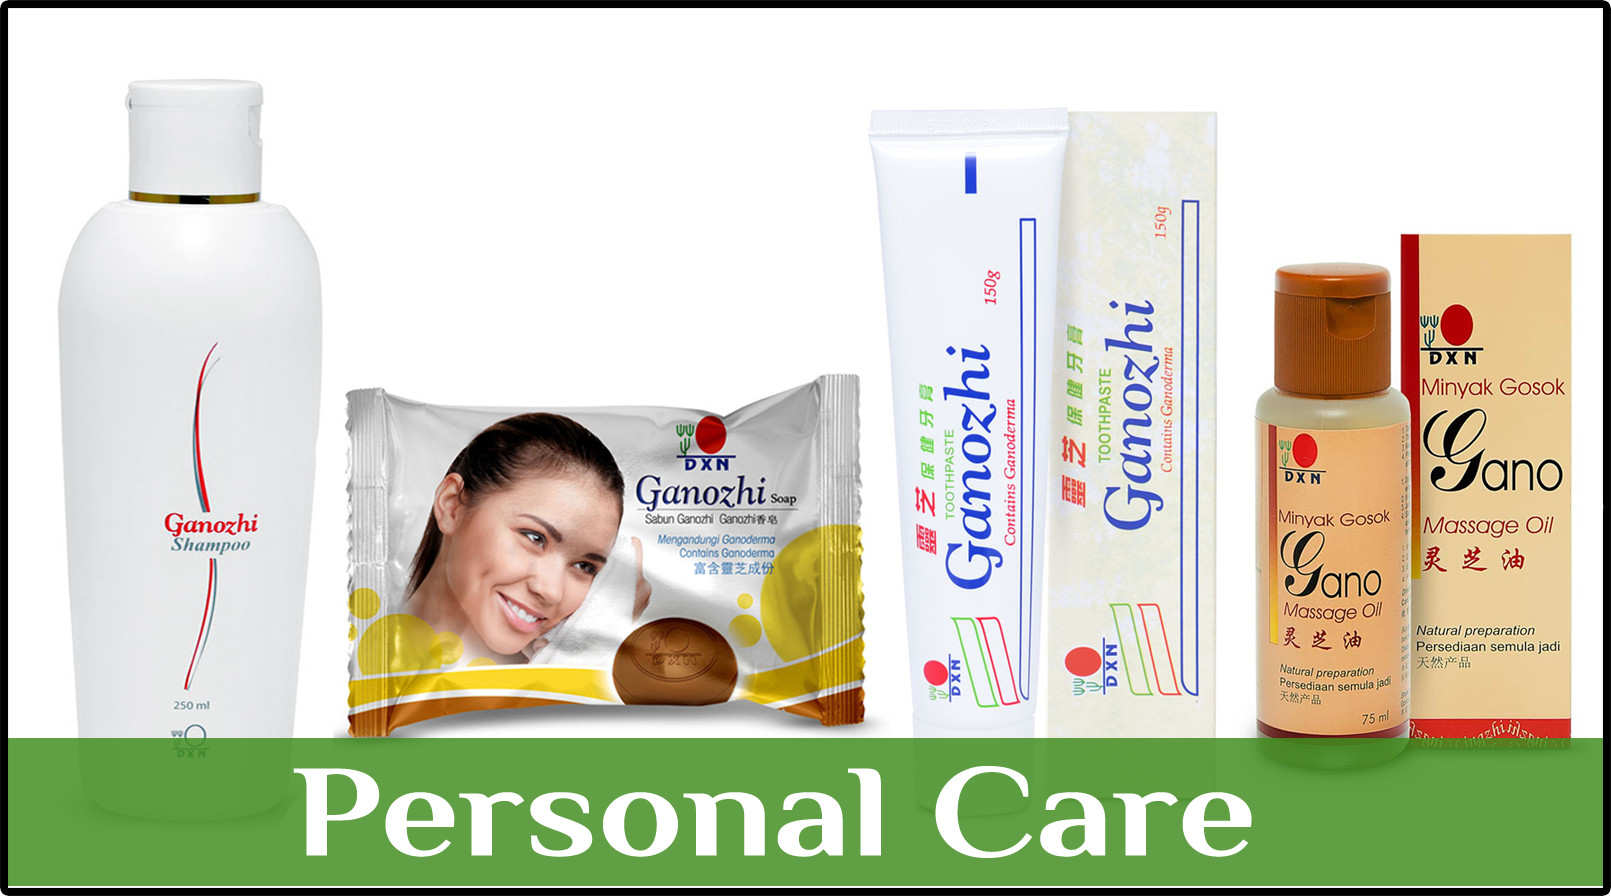 Ganozhi
Shampoo
250 ml
DXN
DXN
Ganozhi Soap
Sabun Ganozhi Ganozhi香皂
Mengandungi Ganoderma
Contains Ganoderma
富含靈芝成份
DXN
150g
靈芝保健牙膏
TOOTHPASTE
Ganozhi
Contains Ganoderma
DXN
150g
靈芝保健牙膏
TOOTHPASTE
Ganozhi
Contains Ganoderma
DXN
DXN
Minyak Gosok
Gano
Massage Oil
灵芝油
Natural preparation
Persediaan semula jadi
天然产品
75 ml
DXN
Minyak Gosok
Gano
Massage Oil
灵芝油
Natural preparation
Persediaan semula jadi
天然产品
Personal Care